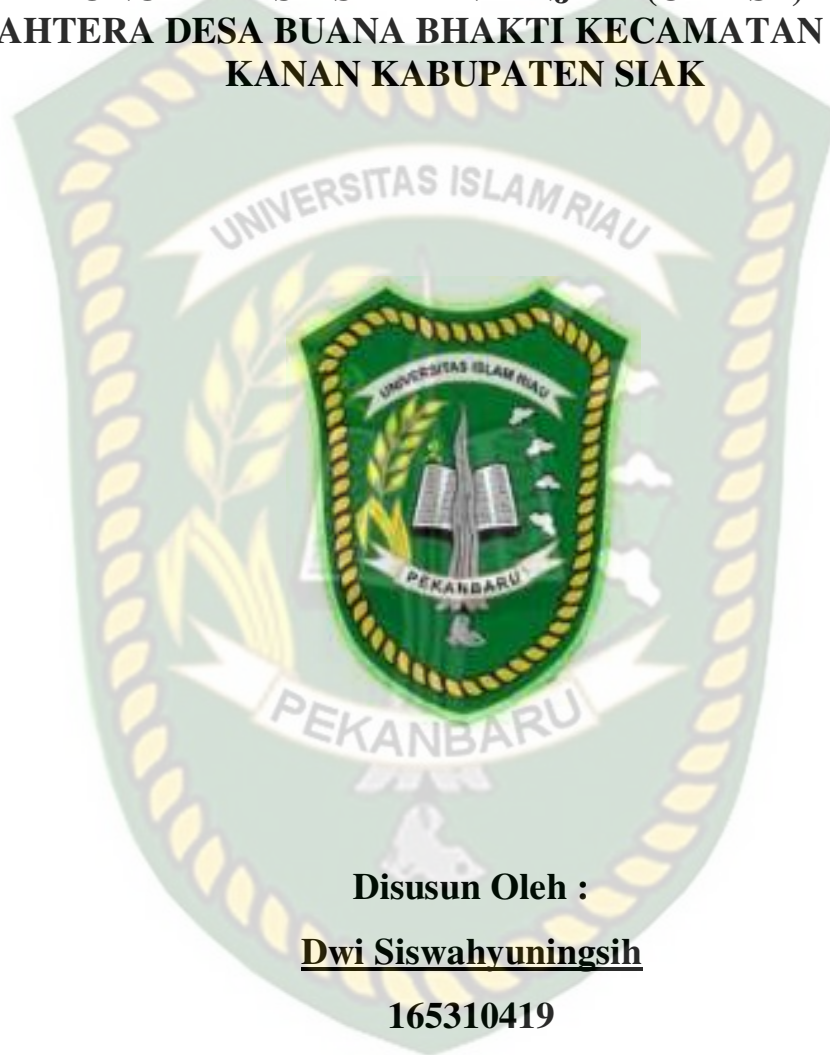 AHTERA DESA BUANA BHAKTI KECAMATAN
KANAN KABUPATEN SIAK
UNIVERSITAS ISLAM RIAU
UNIVERSITAS ISLAM RIAU
PEKANBARU
PEKANBARU
Disusun Oleh :
Dwi Siswahyuningsih
165310419